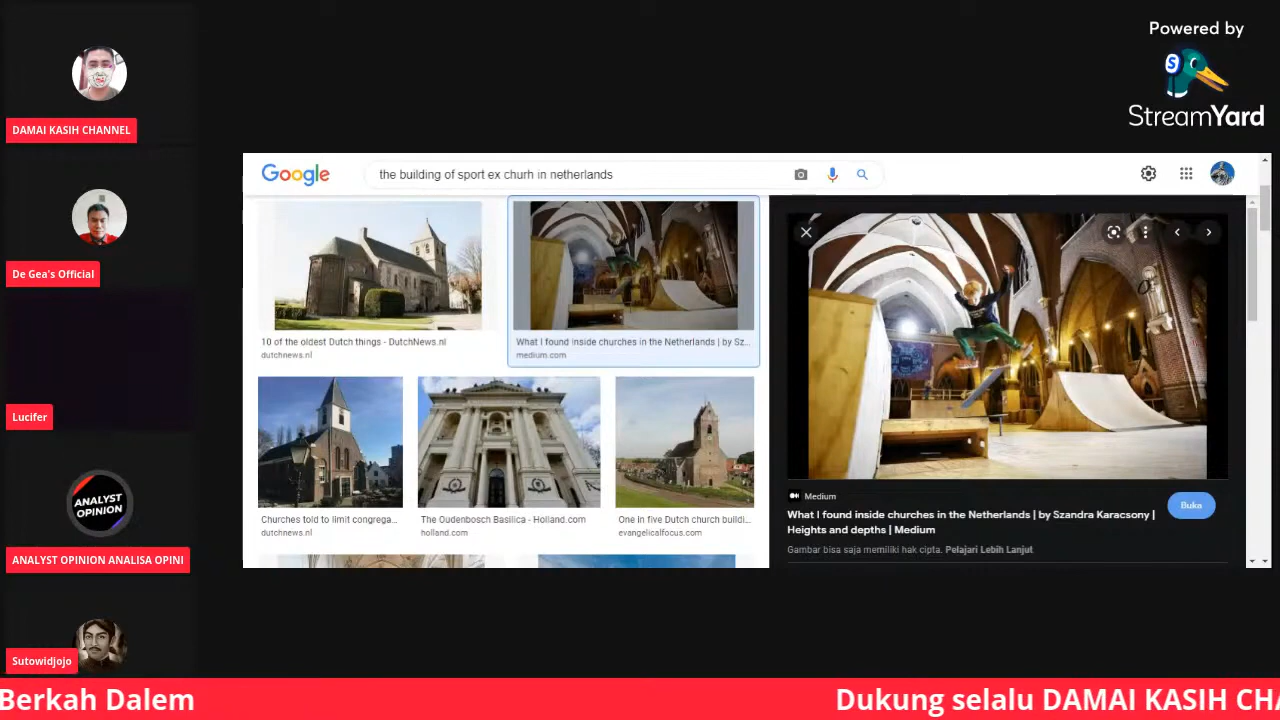 DAMAI KASIH CHANNEL
De Gea's Official
Lucifer
ANALYST
OPINION
ANALYST OPINION ANALISA OPINI
Sutowidjojo
Powered by
S
StreamYard
Google
the building of sport ex churh in netherlands
10 of the oldest Dutch things - DutchNews.nl
dutchnews.nl
What I found inside churches in the Netherlands | by Sz...
medium.com
Churches told to limit congrega...
dutchnews.nl
The Oudenbosch Basilica - Holland.com
holland.com
One in five Dutch church buildi...
evangelicalfocus.com
Medium
Buka
What I found inside churches in the Netherlands | by Szandra Karacsony |
Heights and depths | Medium
Gambar bisa saja memiliki hak cipta. Pelajari Lebih Lanjut
Berkah Dalem
Dukung selalu DAMAI KASIH CHA